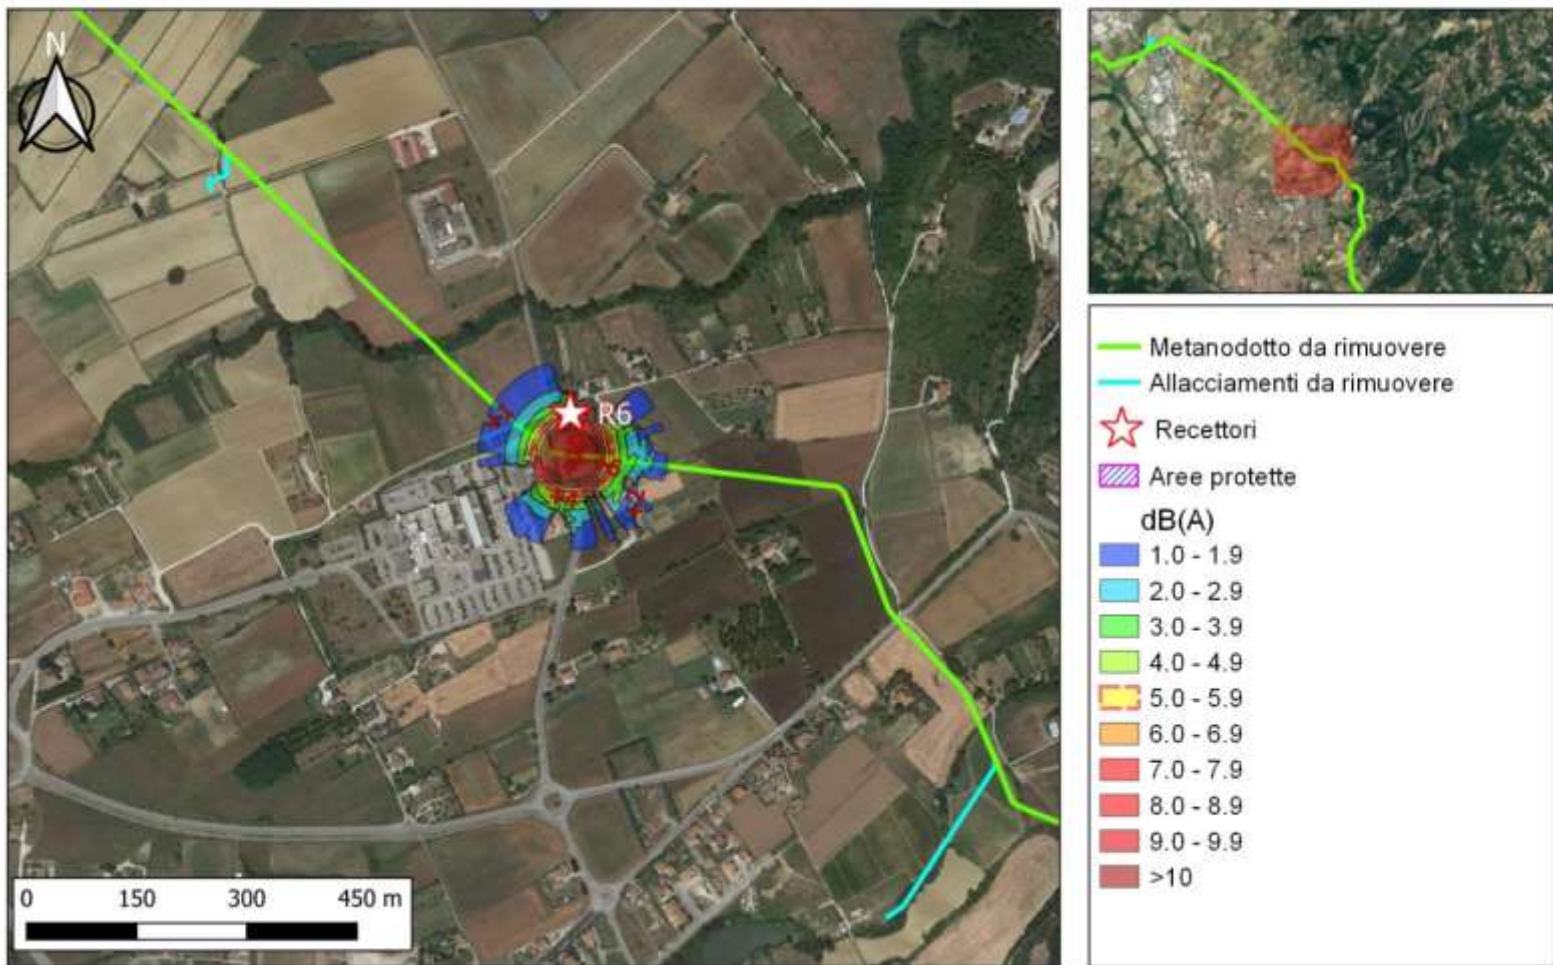 N
R6
0 150 300 450 m
Metanodotto da rimuovere
Allacciamenti da rimuovere
Recettori
Aree protette
dB(A)
1.0 - 1.9
2.0 - 2.9
3.0 - 3.9
4.0 - 4.9
5.0 - 5.9
6.0 - 6.9
7.0 - 7.9
8.0 - 8.9
9.0 - 9.9
>10